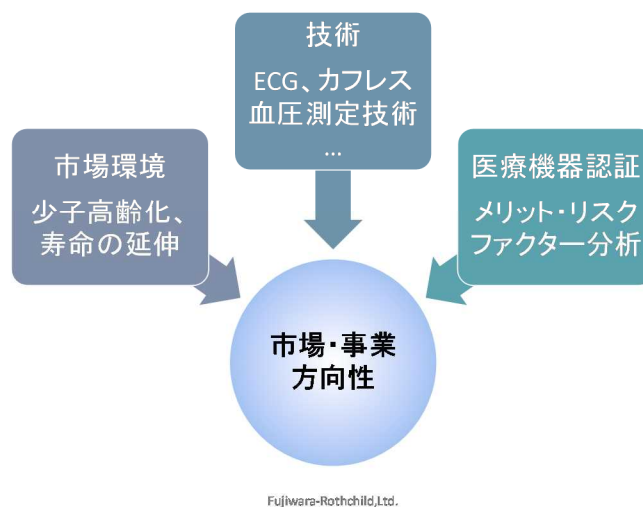 技術
ECG、カフレス
血圧測定技術
...
市場環境
少子高齢化、
寿命の延伸
医療機器認証
メリット・リスク
ファクター分析
市場・事業
方向性
Fujiwara-Rothchild,Ltd.